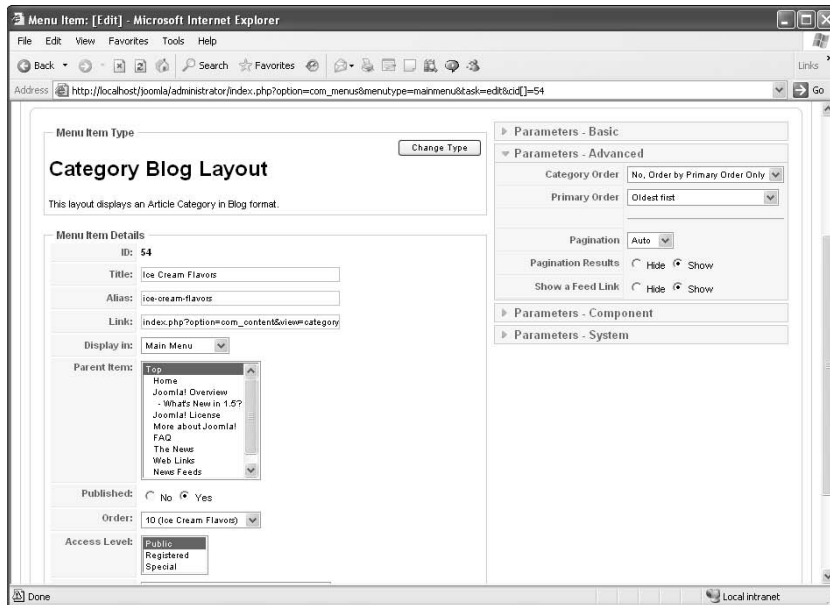 Menu Item: [Edit] - Microsoft Internet Explorer
File Edit View Favorites Tools Help
Back Search Favorites Links
Address http://localhost/joomla/administrator/index.php?option=com_menus&menutype=mainmenu&task=edit&cid[]=54 Go
Menu Item Type
Change Type
Category Blog Layout
This layout displays an Article Category in Blog format.
Menu Item Details
ID: 54
Title: Ice Cream Flavors
Alias: ice-cream-flavors
Link: index.php?option=com_content&view=category
Display in: Main Menu
Parent Item: Top
Home
Joomla! Overview
- What's New in 1.5?
Joomla! License
More about Joomla!
FAQ
The News
Web Links
News Feeds
Published: No Yes
Order: 10 (Ice Cream Flavors)
Access Level: Public
Registered
Special
Parameters - Basic
Parameters - Advanced
Category Order No, Order by Primary Order Only
Primary Order Oldest first
Pagination Auto
Pagination Results Hide Show
Show a Feed Link Hide Show
Parameters - Component
Parameters - System
Done Local intranet